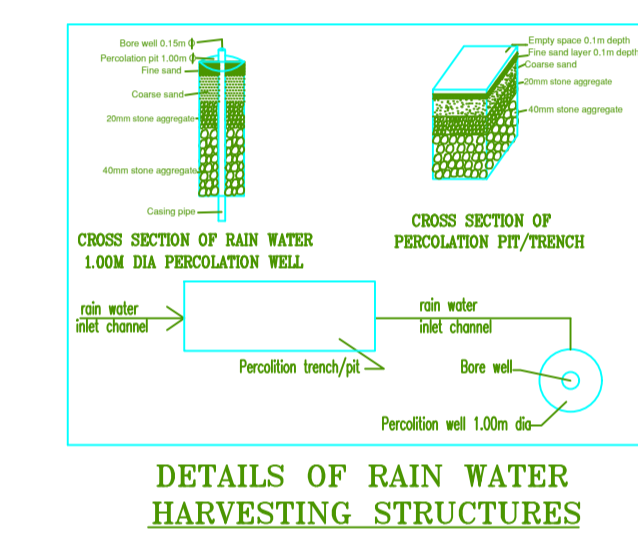 Bore well 0.15m ϕ
Percolation pit 1.00m ϕ
Fine sand
Coarse sand
20mm stone aggregate
40mm stone aggregate
Casing pipe
CROSS SECTION OF RAIN WATER
1.00M DIA PERCOLATION WELL
Empty space 0.1m depth
Fine sand layer 0.1m depth
Coarse sand
20mm stone aggregate
40mm stone aggregate
CROSS SECTION OF
PERCOLATION PIT/TRENCH
rain water
inlet channel
Percolition trench/pit
rain water
inlet channel
Bore well
Percolition well 1.00m dia
DETAILS OF RAIN WATER
HARVESTING STRUCTURES